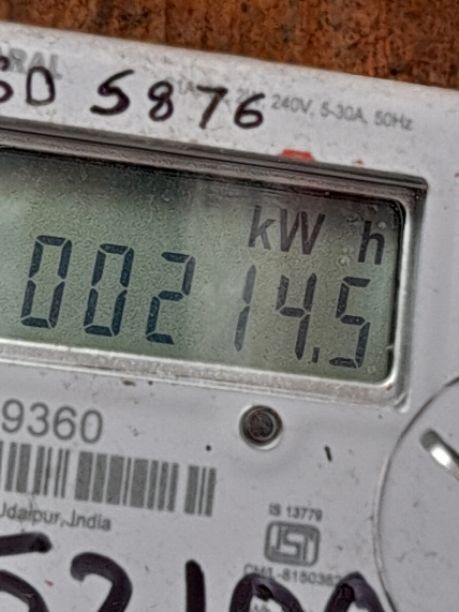 SD 5876
240V, 5-30A, 50Hz
kW h
00214.5
9360
Udaipur, India
IS 13779
ISI